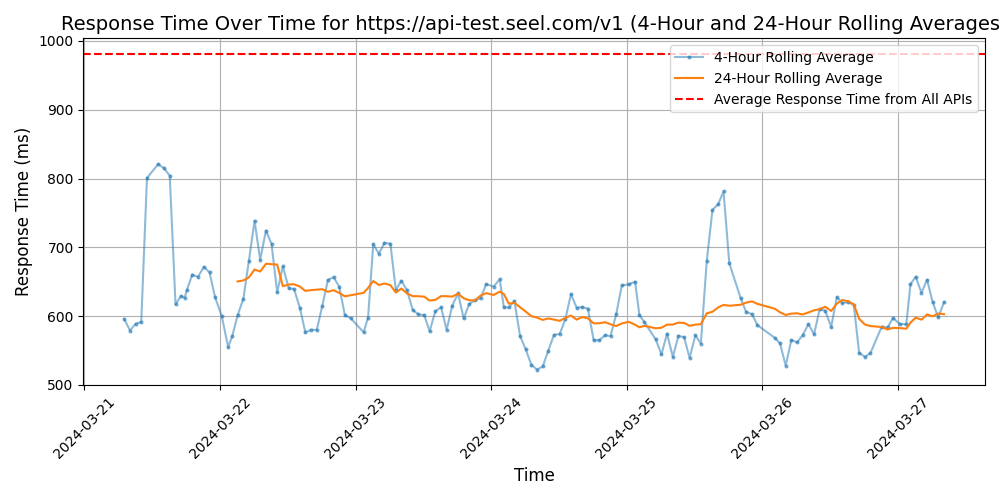 Response Time Over Time for https://api-test.seel.com/v1 (4-Hour and 24-Hour Rolling Averages
4-Hour Rolling Average
24-Hour Rolling Average
Average Response Time from All APIs
Response Time (ms)
1000
900
800
700
600
500
2024-03-21
2024-03-22
2024-03-23
2024-03-24
2024-03-25
2024-03-26
2024-03-27
Time